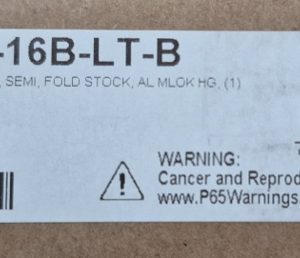 -16B-LT-B
, SEMI, FOLD STOCK, AL MLOK HG, (1)
WARNING:
Cancer and Reprod
www.P65Warnings.